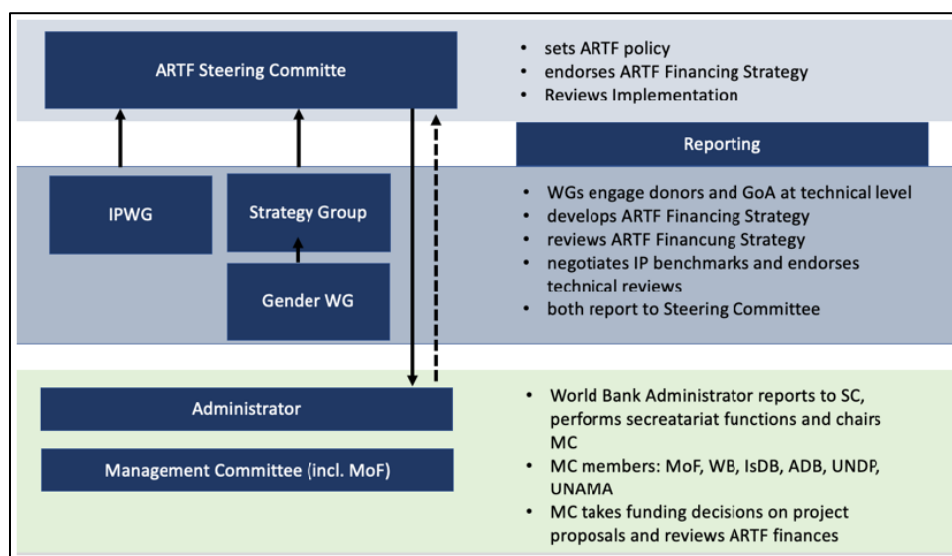 ARTF Steering Committe
• sets ARTF policy
• endorses ARTF Financing Strategy
• Reviews Implementation
Reporting
IPWG
Strategy Group
Gender WG
• WGs engage donors and GoA at technical level
• develops ARTF Financing Strategy
• reviews ARTF Financung Strategy
• negotiates IP benchmarks and endorses
technical reviews
• both report to Steering Committee
Administrator
Management Committee (incl. MoF)
• World Bank Administrator reports to SC,
performs secreatariat functions and chairs
MC
• MC members: MoF, WB, IsDB, ADB, UNDP,
UNAMA
• MC takes funding decisions on project
proposals and reviews ARTF finances